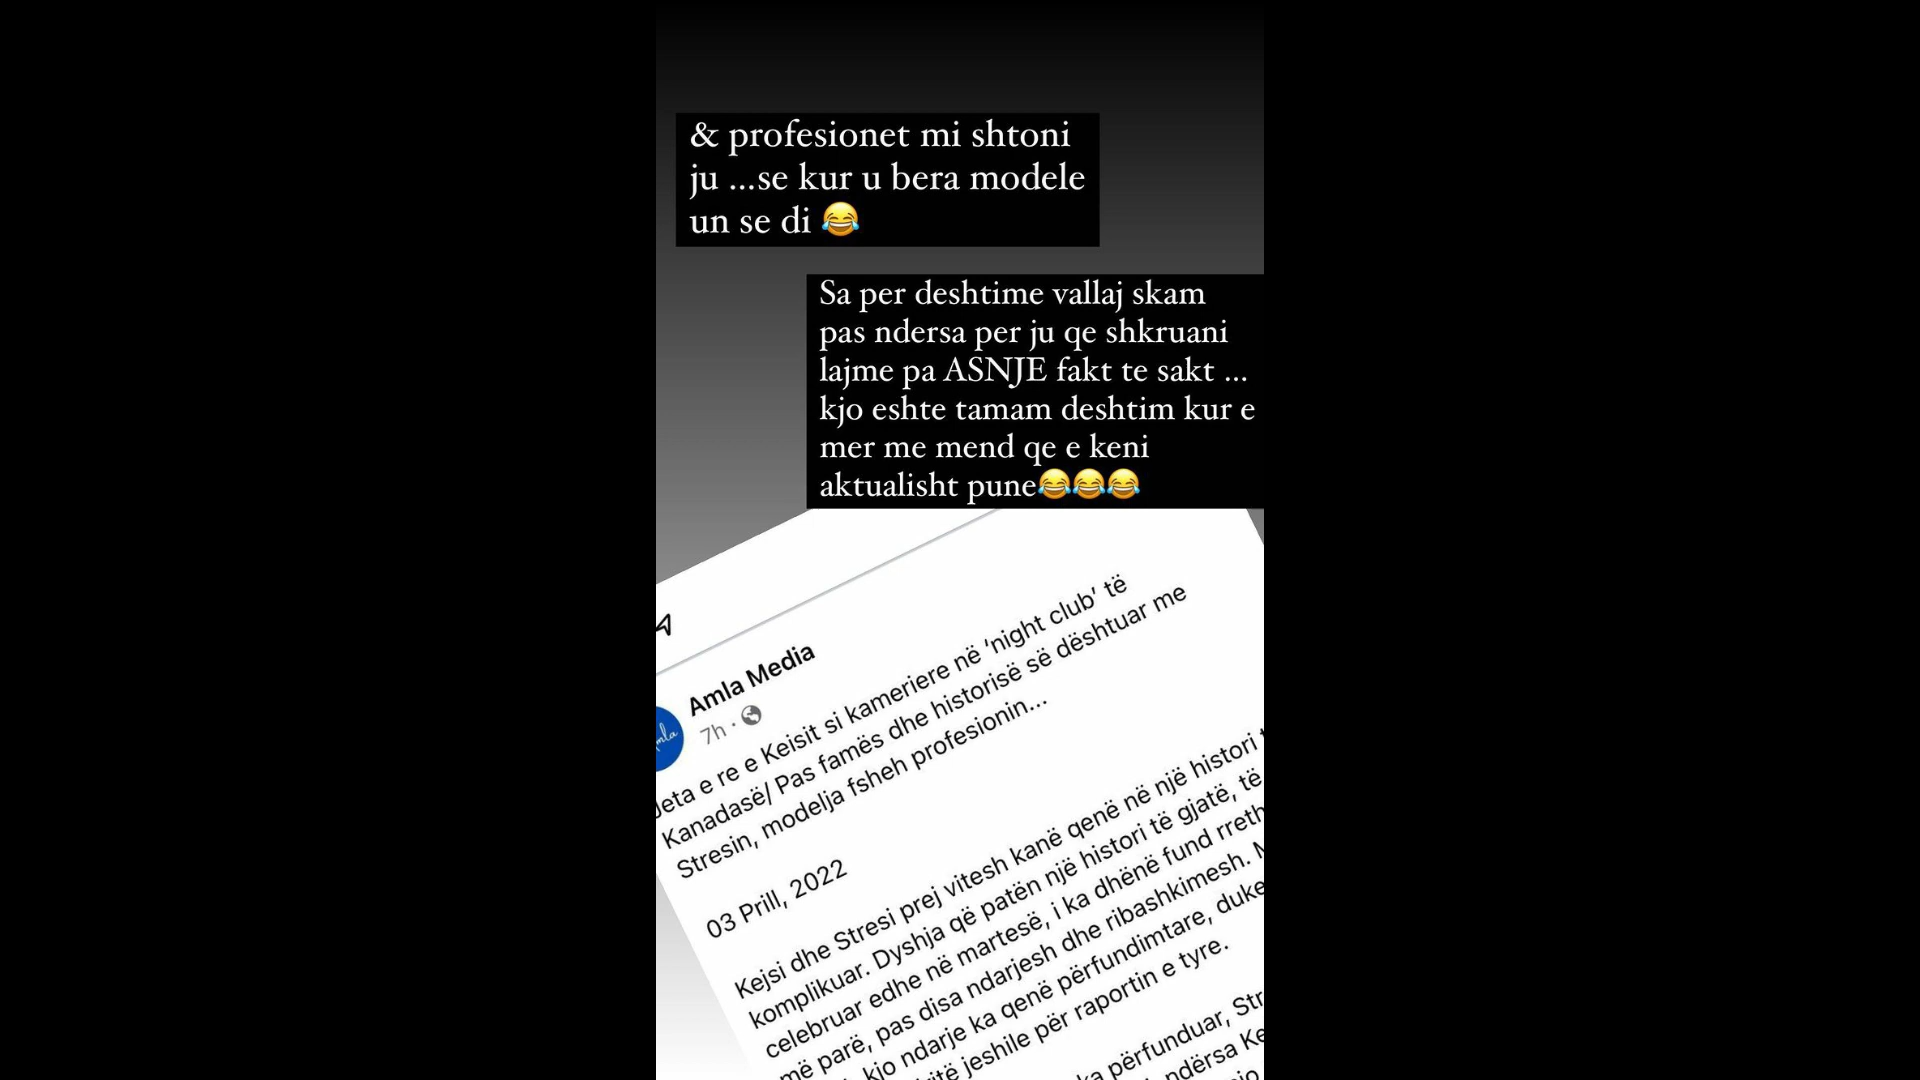 & profesionet mi shtoni
ju ...se kur u bera modele
un se di 😂
Sa per deshtime vallaj skam
pas ndersa per ju qe shkruani
lajme pa ASNJE fakt te sakt ...
kjo eshte tamam deshtim kur e
mer me mend qe e keni
aktualisht pune😂😂😂
Amla Media
7h ·
Jeta e re e Keisit si kameriere në ‘night club’ të
Kanadasë/ Pas famës dhe historisë së dështuar me
Stresin, modelja fsheh profesionin...
03 Prill, 2022
Kejsi dhe Stresi prej vitesh kanë qenë në një histori
komplikuar. Dyshja që patën një histori të gjatë, të
celebruar edhe në martesë, i ka dhënë fund rreth
më parë, pas disa ndarjesh dhe ribashkimesh.
kjo ndarje ka qenë përfundimtare, duke
jeshile për raportin e tyre.
ka përfunduar,
ndërsa